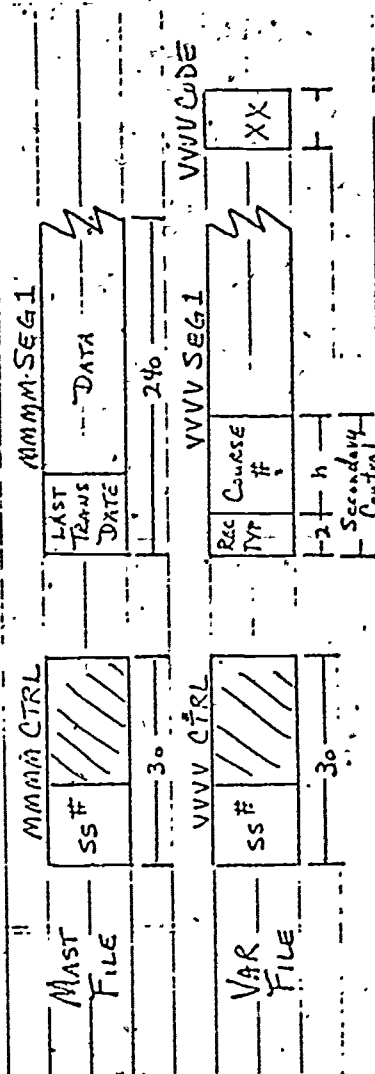 MMMM CTRL
MMMM SEG1
MAST
FILE
SS #
LAST
TRANS
DATE
DATA
30
240
VVVV CTRL
VVVV SEG1
VVVV CODE
VAR
FILE
SS #
REC
TYP
COURSE
#
XX
30
2
Secondary
Control